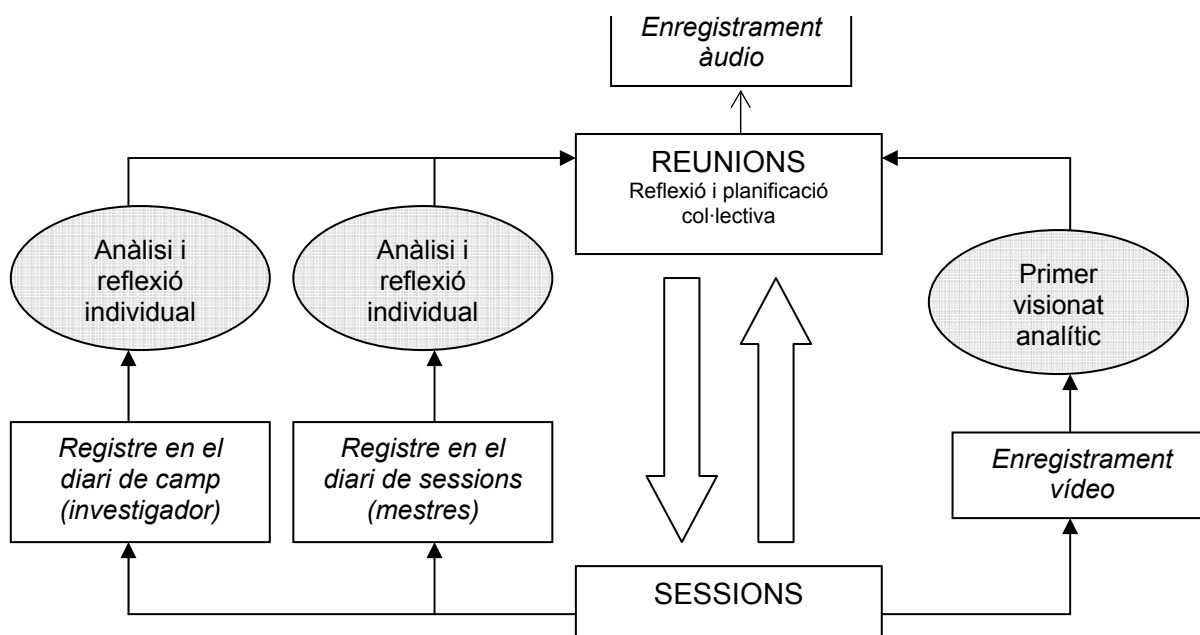 Enregistrament
àudio
REUNIONS
Reflexió i planificació
col·lectiva
Anàlisi i
reflexió
individual
Anàlisi i
reflexió
individual
Primer
visionat
analític
Registre en el
diari de camp
(investigador)
Registre en el
diari de sessions
(mestres)
Enregistrament
vídeo
SESSIONS